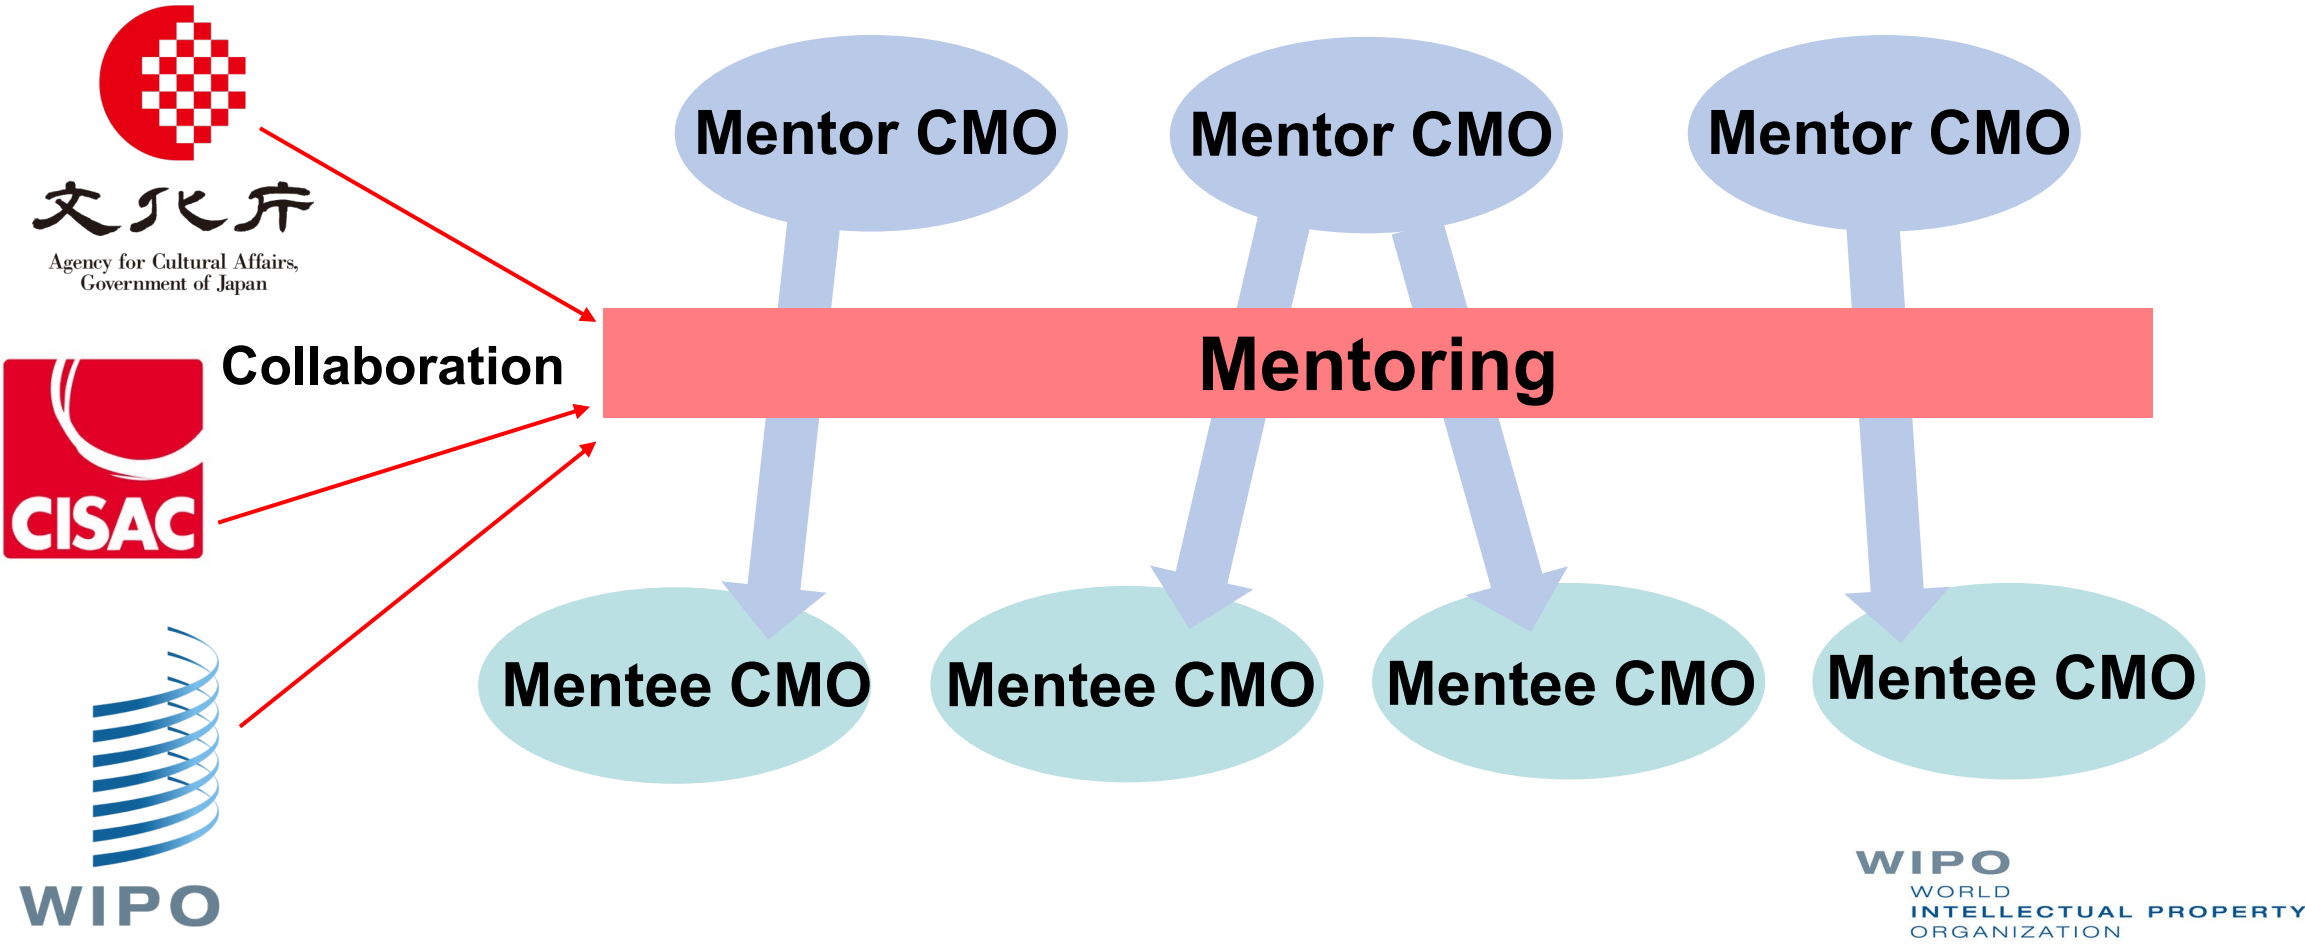 文化庁
Agency for Cultural Affairs,
Government of Japan
Collaboration
CISAC
WIPO
Mentor CMO
Mentor CMO
Mentor CMO
Mentoring
Mentee CMO
Mentee CMO
Mentee CMO
Mentee CMO
WIPO
WORLD
INTELLECTUAL PROPERTY
ORGANIZATION